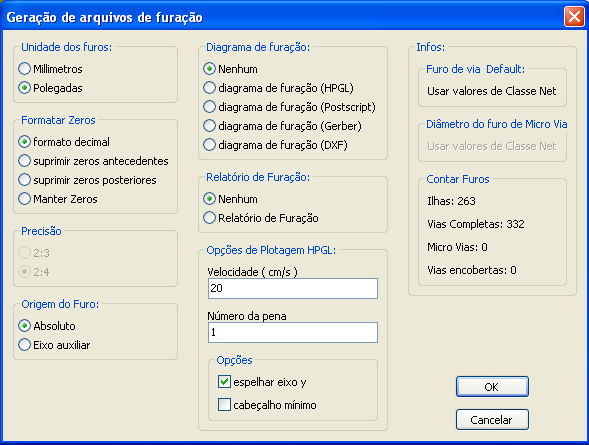 Geração de arquivos de furação
Unidade dos furos:
Millimetros
Polegadas
Formatar Zeros
formato decimal
suprimir zeros antecedentes
suprimir zeros posteriores
Manter Zeros
Precisão
2:3
2:4
Origem do Furo:
Absoluto
Eixo auxiliar
Diagrama de furação:
Nenhum
diagrama de furação (HPGL)
diagrama de furação (Postscript)
diagrama de furação (Gerber)
diagrama de furação (DXF)
Relatório de Furação:
Nenhum
Relatório de Furação
Opções de Plotagem HPGL:
Velocidade ( cm/s )
20
Número da pena
1
Opções
espelhar eixo y
cabeçalho mínimo
Infos:
Furo de via Default:
Usar valores de Classe Net
Diâmetro do furo de Micro Via
Usar valores de Classe Net
Contar Furos
Ilhas: 263
Vias Completas: 332
Micro Vias: 0
Vias encobertas: 0
OK
Cancelar